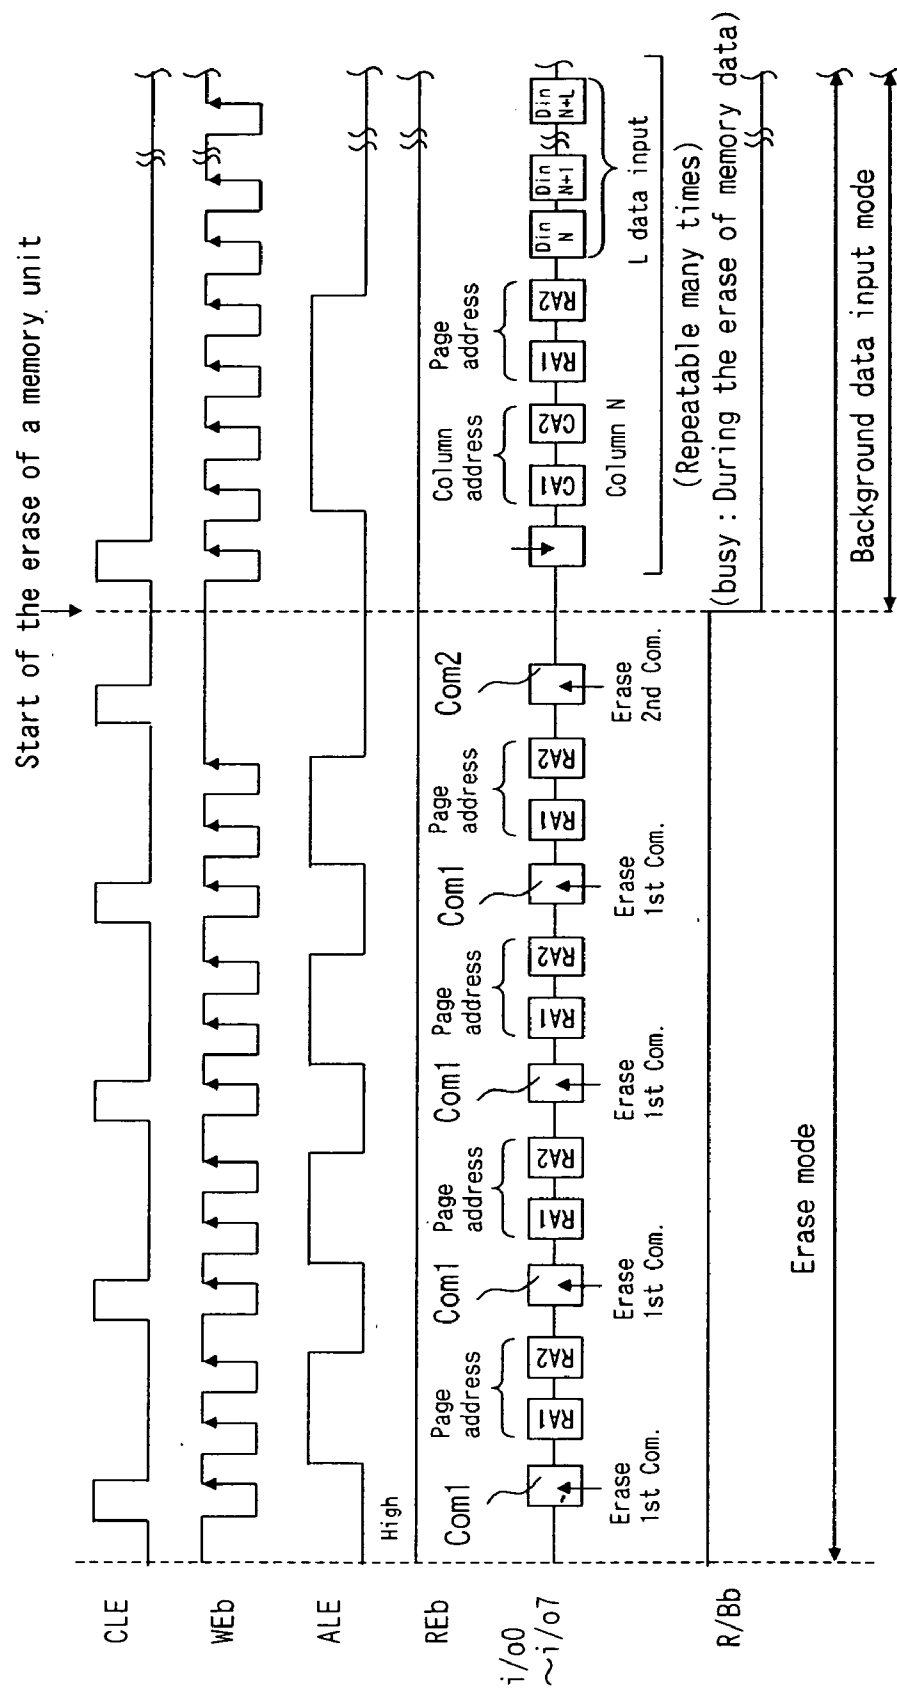 Start of the erase of a memory unit
CLE
WEb
ALE
High
REb
Com1
Page
address
Com1
Page
address
Com1
Page
address
Com1
Page
address
Com2
Column
address
Page
address
i/o0
~i/o7
RA1
RA2
RA1
RA2
RA1
RA2
RA1
RA2
CA1
CA2
RA1
RA2
Din
N
Din
N+1
Din
N+L
Erase
1st Com.
Erase
1st Com.
Erase
1st Com.
Erase
1st Com.
Erase
2nd Com.
Column N
L data input
(Repeatable many times)
(busy : During the erase of memory data)
R/Bb
Erase mode
Background data input mode